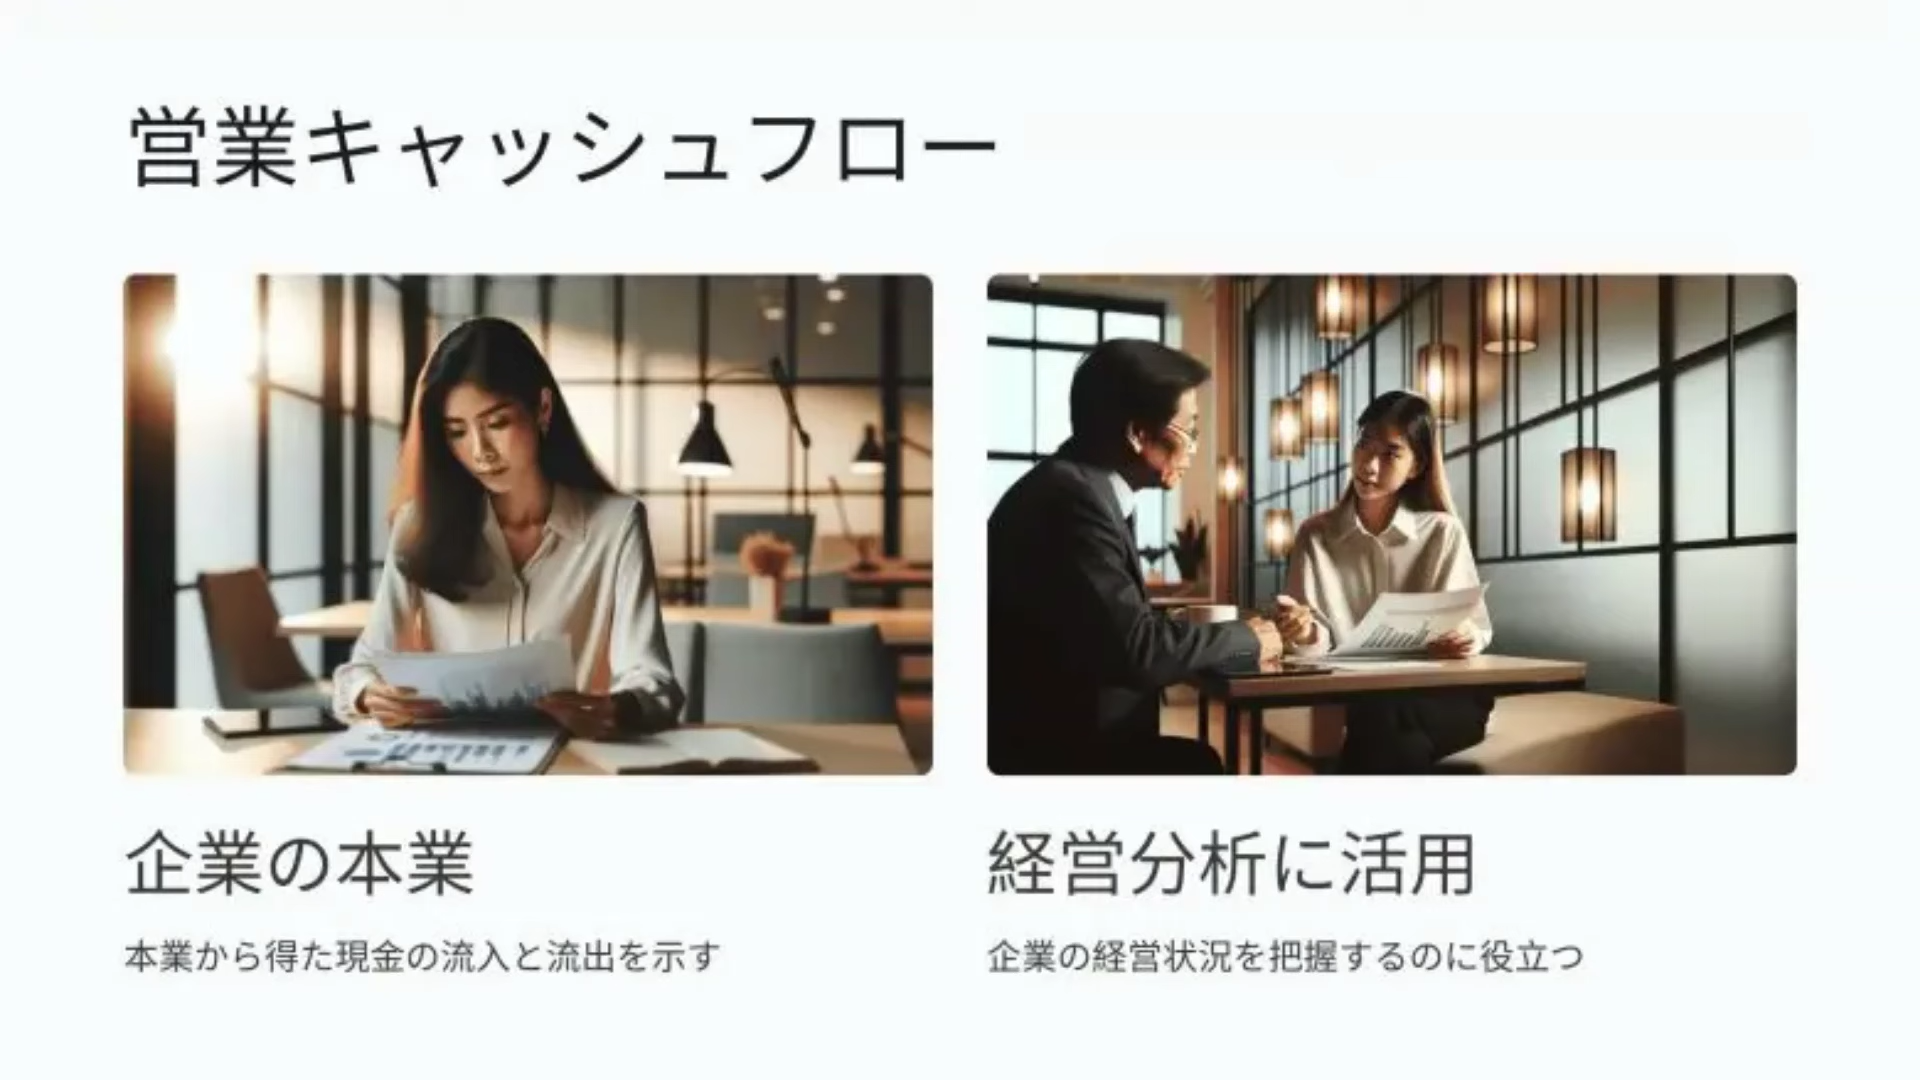 営業キャッシュフロー
企業の本業
本業から得た現金の流入と流出を示す
経営分析に活用
企業の経営状況を把握するのに役立つ